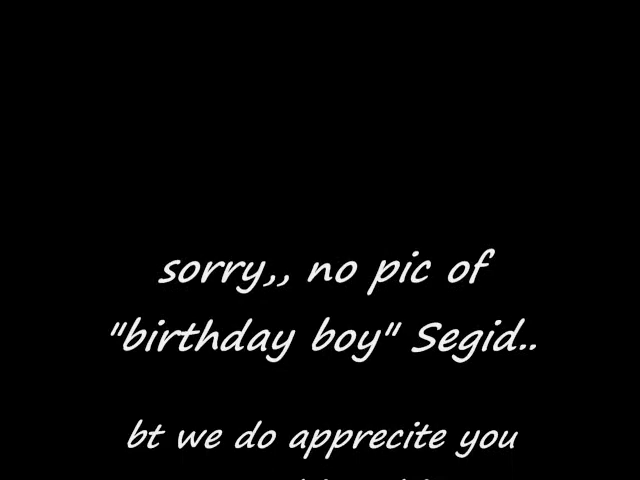 sorry,, no pic of
"birthday boy" Segid..
bt we do apprecite you